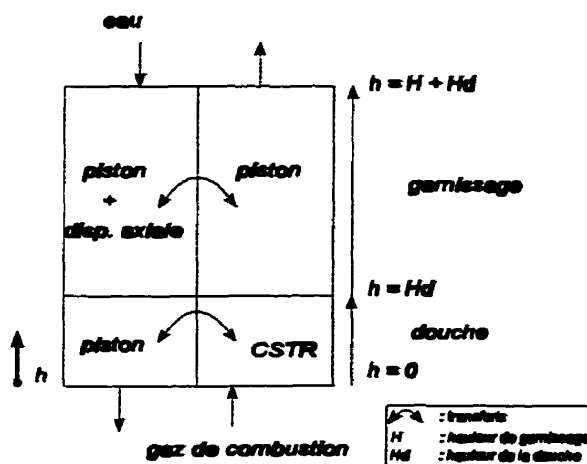 eau
h = H + Hd
piston
+
disp. axiale
piston
garnissage
h = Hd
piston
CSTR
douche
h = 0
h
gaz de combustion
: transferts
H : hauteur de garnissage
Hd : hauteur de la douche